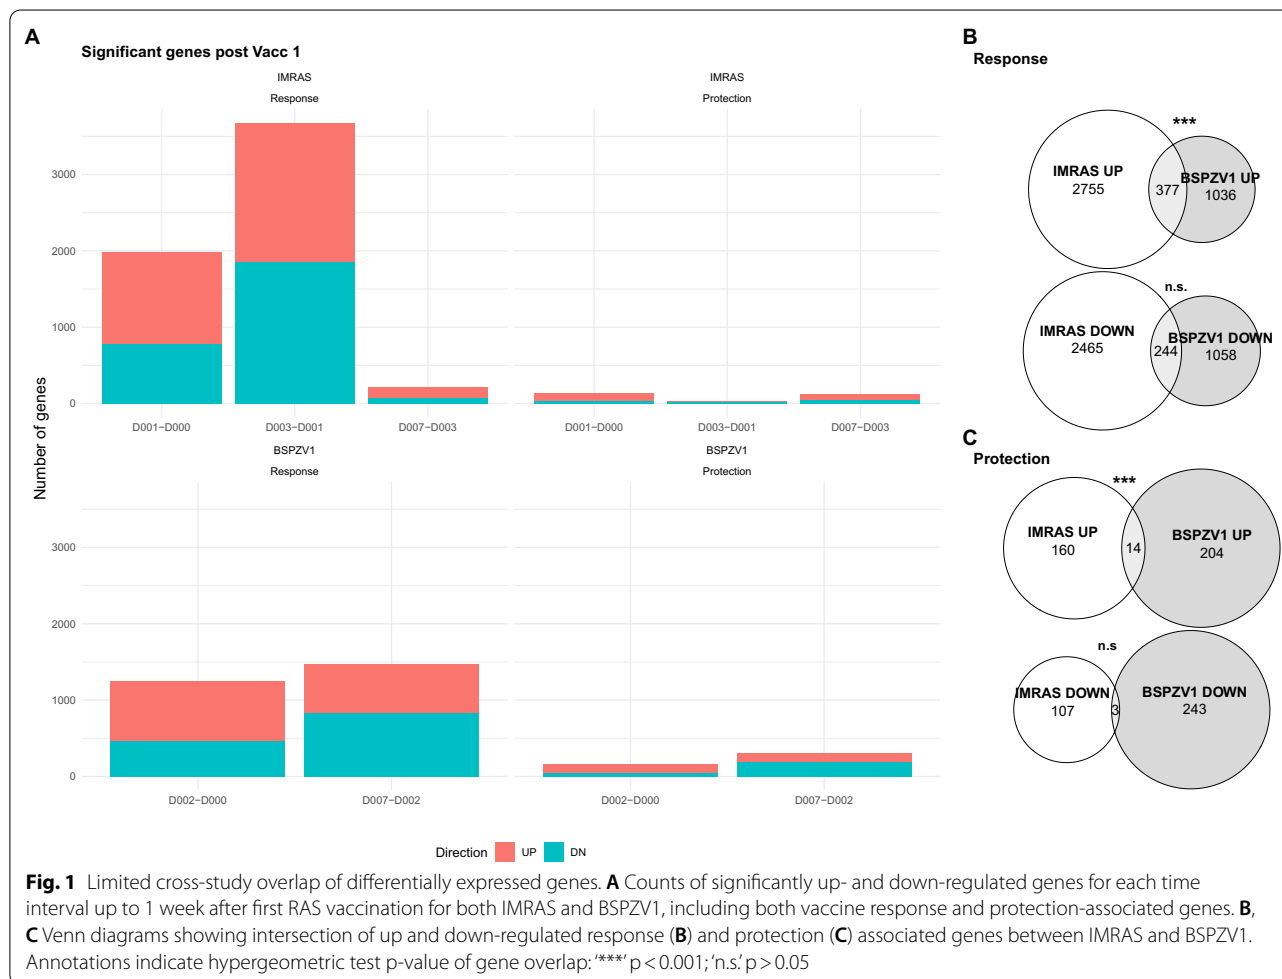 A
Significant genes post Vacc 1
IMRAS
Response
IMRAS
Protection
Number of genes
3000
2000
1000
0
D001−D000
D003−D001
D007−D003
D001−D000
D003−D001
D007−D003
BSPZV1
Response
BSPZV1
Protection
3000
2000
1000
0
D002−D000
D007−D002
D002−D000
D007−D002
Direction UP DN
B
Response
***
IMRAS UP
2755
377
BSPZV1 UP
1036
n.s.
IMRAS DOWN
2465
244
BSPZV1 DOWN
1058
C
Protection
***
IMRAS UP
160
14
BSPZV1 UP
204
n.s
IMRAS DOWN
107
3
BSPZV1 DOWN
243
Fig. 1 Limited cross-study overlap of differentially expressed genes. A Counts of significantly up- and down-regulated genes for each time
interval up to 1 week after first RAS vaccination for both IMRAS and BSPZV1, including both vaccine response and protection-associated genes. B,
C Venn diagrams showing intersection of up and down-regulated response (B) and protection (C) associated genes between IMRAS and BSPZV1.
Annotations indicate hypergeometric test p-value of gene overlap: ‘***’ p < 0.001; ‘n.s.’ p > 0.05